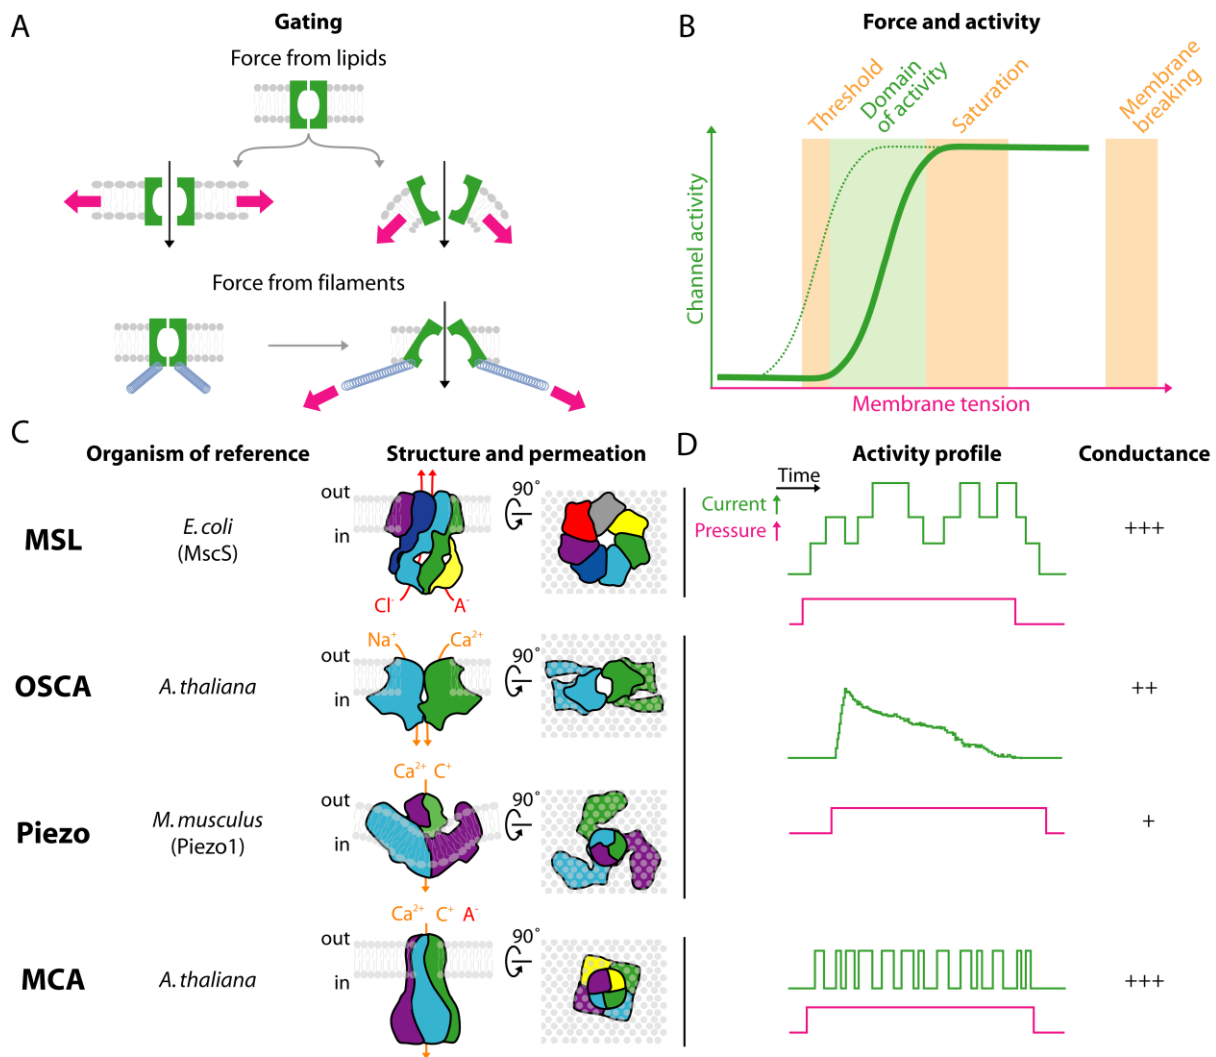 A
Gating
Force from lipids
Force from filaments
B
Force and activity
Threshold
Domain
of activity
Saturation
Membrane
breaking
Channel activity
Membrane tension
C
Organism of reference
Structure and permeation
D
Activity profile
Conductance
MSL
E. coli
(MscS)
out
in
90°
Cl⁻
A⁻
Time
Current ↑
Pressure ↑
+++
OSCA
A. thaliana
Na⁺
Ca²⁺
out
in
90°
++
Piezo
M. musculus
(Piezo1)
Ca²⁺ C⁺
out
in
90°
+
MCA
A. thaliana
Ca²⁺ C⁺ A⁻
out
in
90°
+++